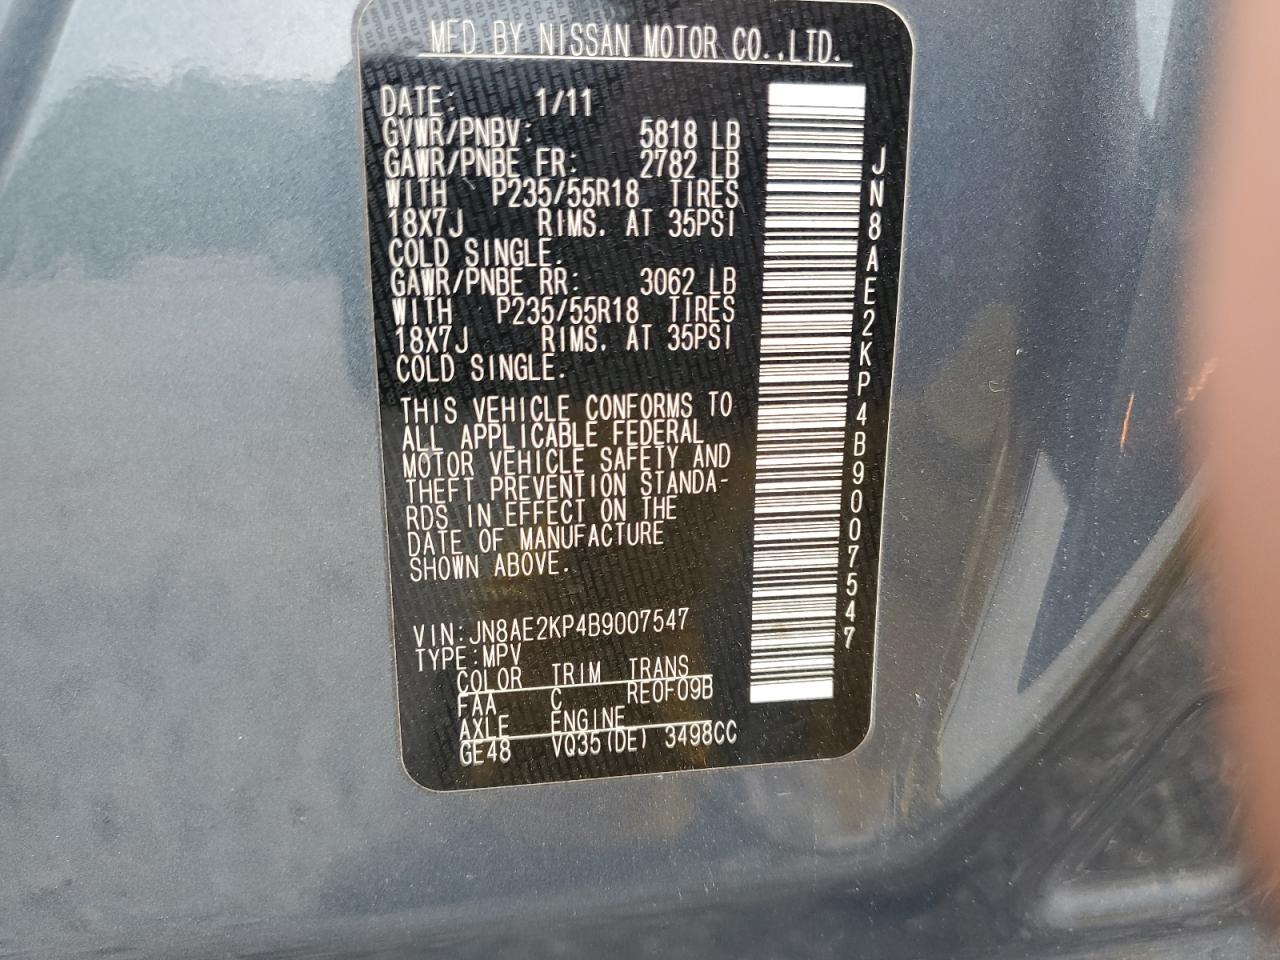 MFD BY NISSAN MOTOR CO.,LTD.
DATE: 1/11
GVWR/PNBV: 5818 LB
GAWR/PNBE FR: 2782 LB
WITH P235/55R18 TIRES
18X7J RIMS. AT 35PSI
COLD SINGLE.
GAWR/PNBE RR: 3062 LB
WITH P235/55R18 TIRES
18X7J RIMS. AT 35PSI
COLD SINGLE.
THIS VEHICLE CONFORMS TO
ALL APPLICABLE FEDERAL
MOTOR VEHICLE SAFETY AND
THEFT PREVENTION STANDA-
RDS IN EFFECT ON THE
DATE OF MANUFACTURE
SHOWN ABOVE.
VIN:JN8AE2KP4B9007547
TYPE:MPV
COLOR TRIM TRANS
FAA C RE0F09B
AXLE ENGINE
GE48 VQ35(DE) 3498CC
JN8AE2KP4B9007547